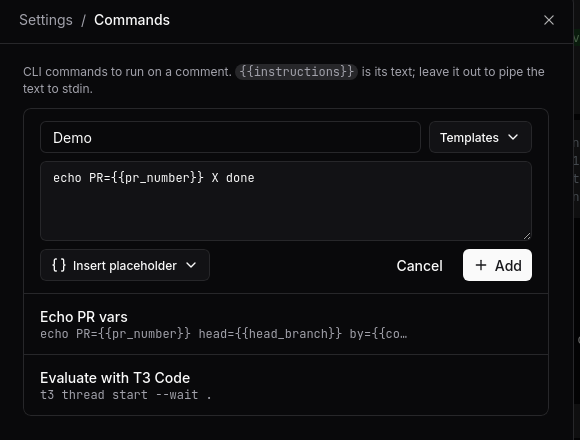 Settings / Commands
CLI commands to run on a comment. {{instructions}} is its text; leave it out to pipe the
text to stdin.
Demo
Templates
echo PR={{pr_number}} X done
{} Insert placeholder
Cancel
+ Add
Echo PR vars
echo PR={{pr_number}} head={{head_branch}} by={{co…
Evaluate with T3 Code
t3 thread start --wait .